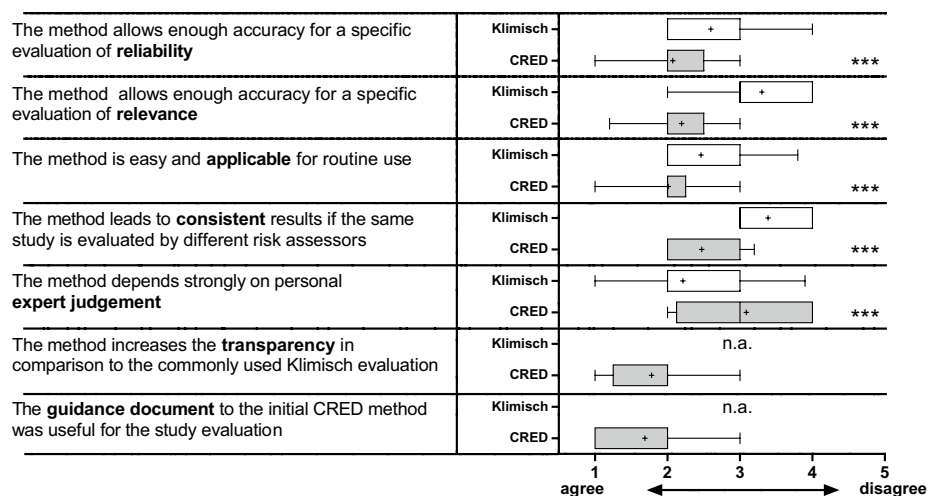 The method allows enough accuracy for a specific
evaluation of reliability
Klimisch
CRED
***
The method allows enough accuracy for a specific
evaluation of relevance
Klimisch
CRED
***
The method is easy and applicable for routine use
Klimisch
CRED
***
The method leads to consistent results if the same
study is evaluated by different risk assessors
Klimisch
CRED
***
The method depends strongly on personal
expert judgement
Klimisch
CRED
***
The method increases the transparency in
comparison to the commonly used Klimisch evaluation
Klimisch
n.a.
CRED
The guidance document to the initial CRED method
was useful for the study evaluation
Klimisch
n.a.
CRED
1 2 3 4 5
agree disagree